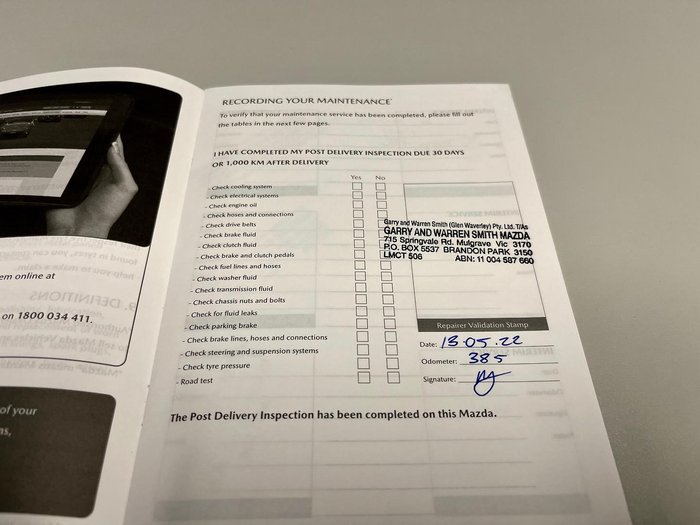 em online at
on 1800 034 411.
of your
ns,
9. DEFINITIONS
RECORDING YOUR MAINTENANCE
To verify that your maintenance service has been completed, please fill out
the tables in the next few pages.
I HAVE COMPLETED MY POST DELIVERY INSPECTION DUE 30 DAYS
OR 1,000 KM AFTER DELIVERY
Yes No
- Check cooling system
- Check electrical systems
- Check engine oil
- Check hoses and connections
- Check drive belts
- Check brake fluid
- Check clutch fluid
- Check brake and clutch pedals
- Check fuel lines and hoses
- Check washer fluid
- Check transmission fluid
- Check chassis nuts and bolts
- Check for fluid leaks
- Check parking brake
- Check brake lines, hoses and connections
- Check steering and suspension systems
- Check tyre pressure
- Road test
Garry and Warren Smith (Glen Waverley) Pty. Ltd. T/As
GARRY AND WARREN SMITH MAZDA
715 Springvale Rd. Mulgrave Vic 3170
P.O. BOX 5537 BRANDON PARK 3150
LMCT 506 ABN: 11 004 587 660
Repairer Validation Stamp
Date: 13.05.22
Odometer: 385
Signature:
The Post Delivery Inspection has been completed on this Mazda.